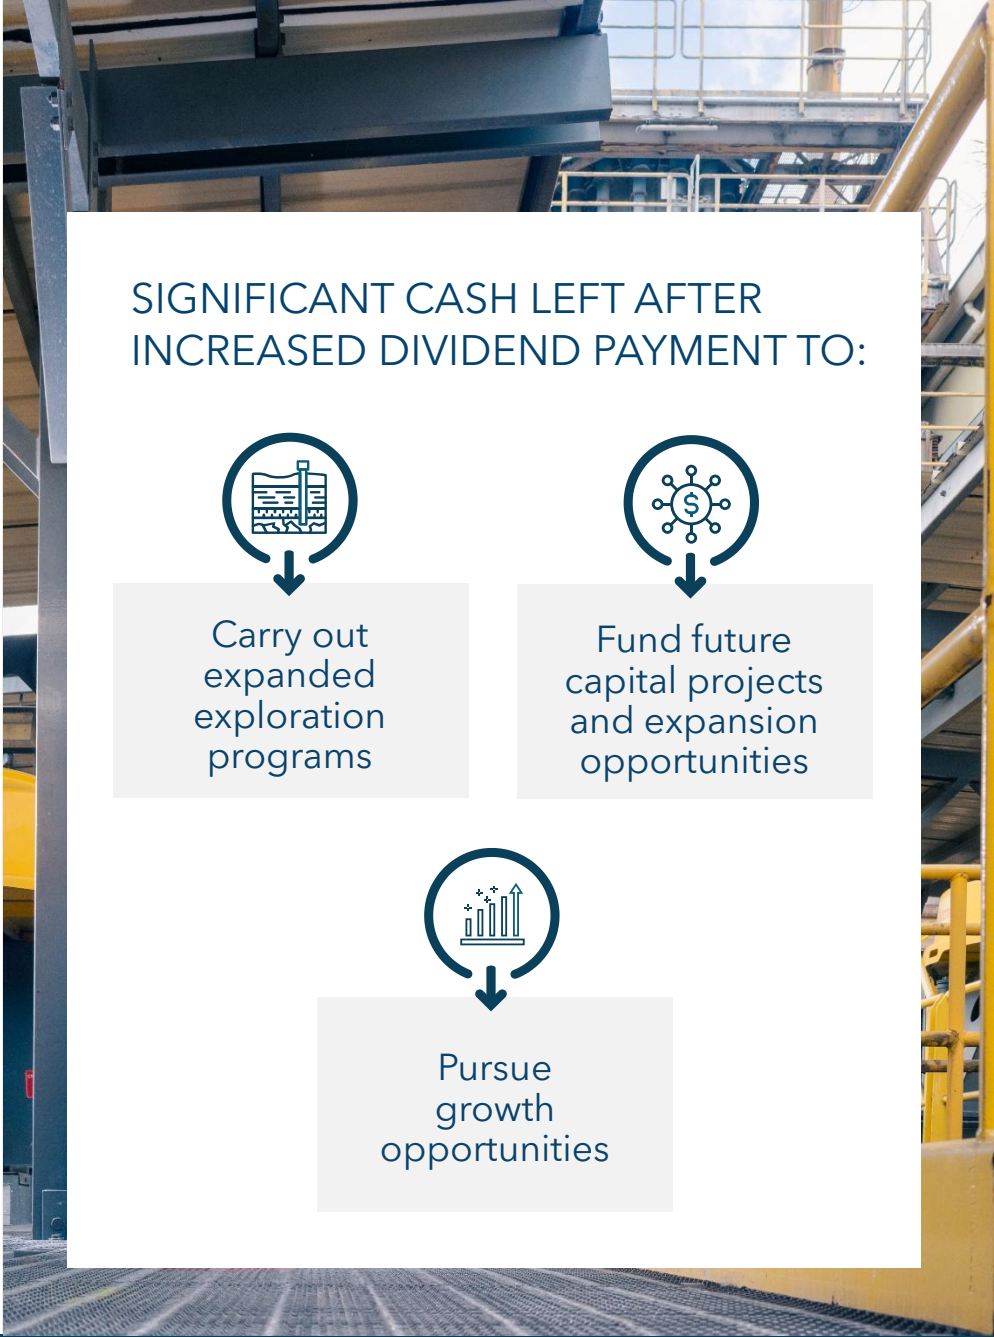 SIGNIFICANT CASH LEFT AFTER
INCREASED DIVIDEND PAYMENT TO:
Carry out
expanded
exploration
programs
Fund future
capital projects
and expansion
opportunities
Pursue
growth
opportunities